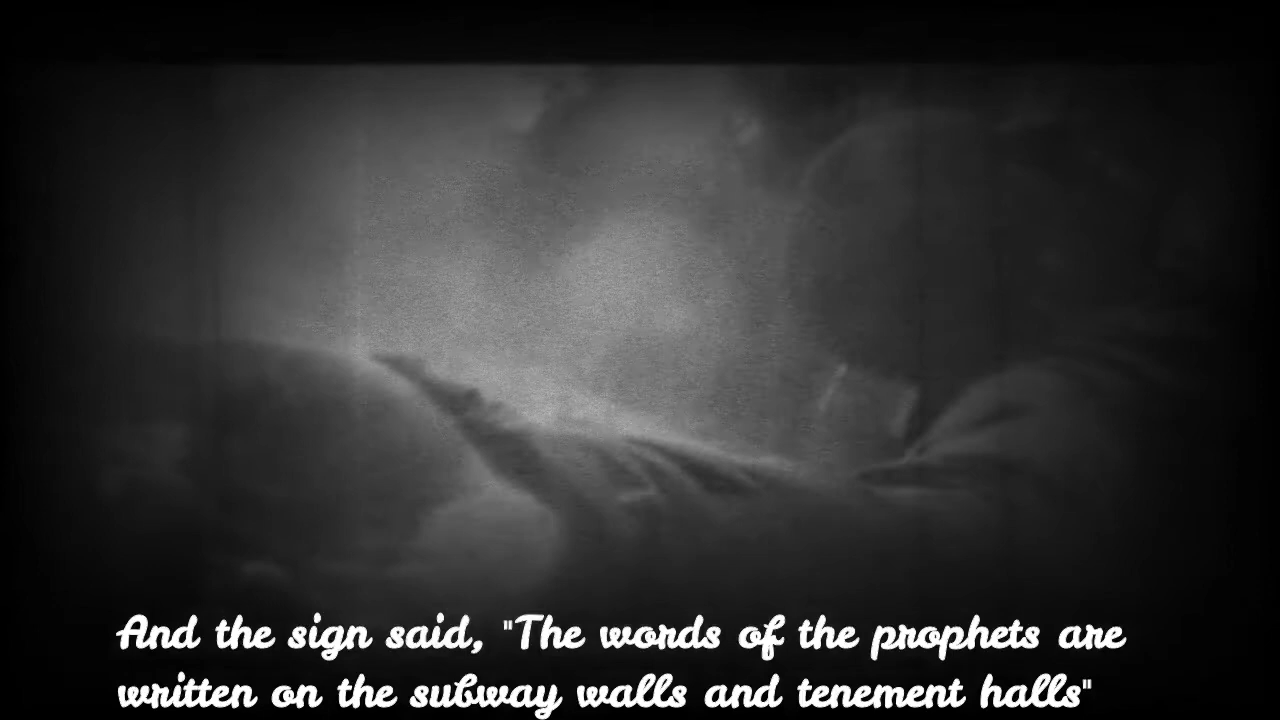 And the sign said, "The words of the prophets are
written on the subway walls and tenement halls"